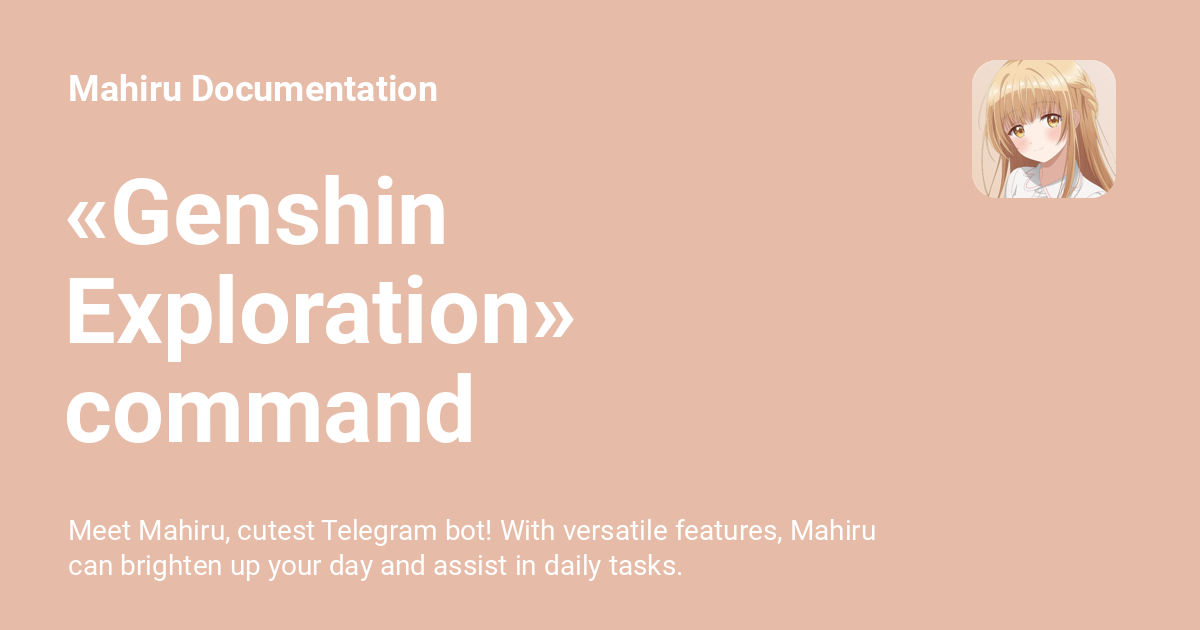 Mahiru Documentation
«Genshin
Exploration»
command
Meet Mahiru, cutest Telegram bot! With versatile features, Mahiru
can brighten up your day and assist in daily tasks.